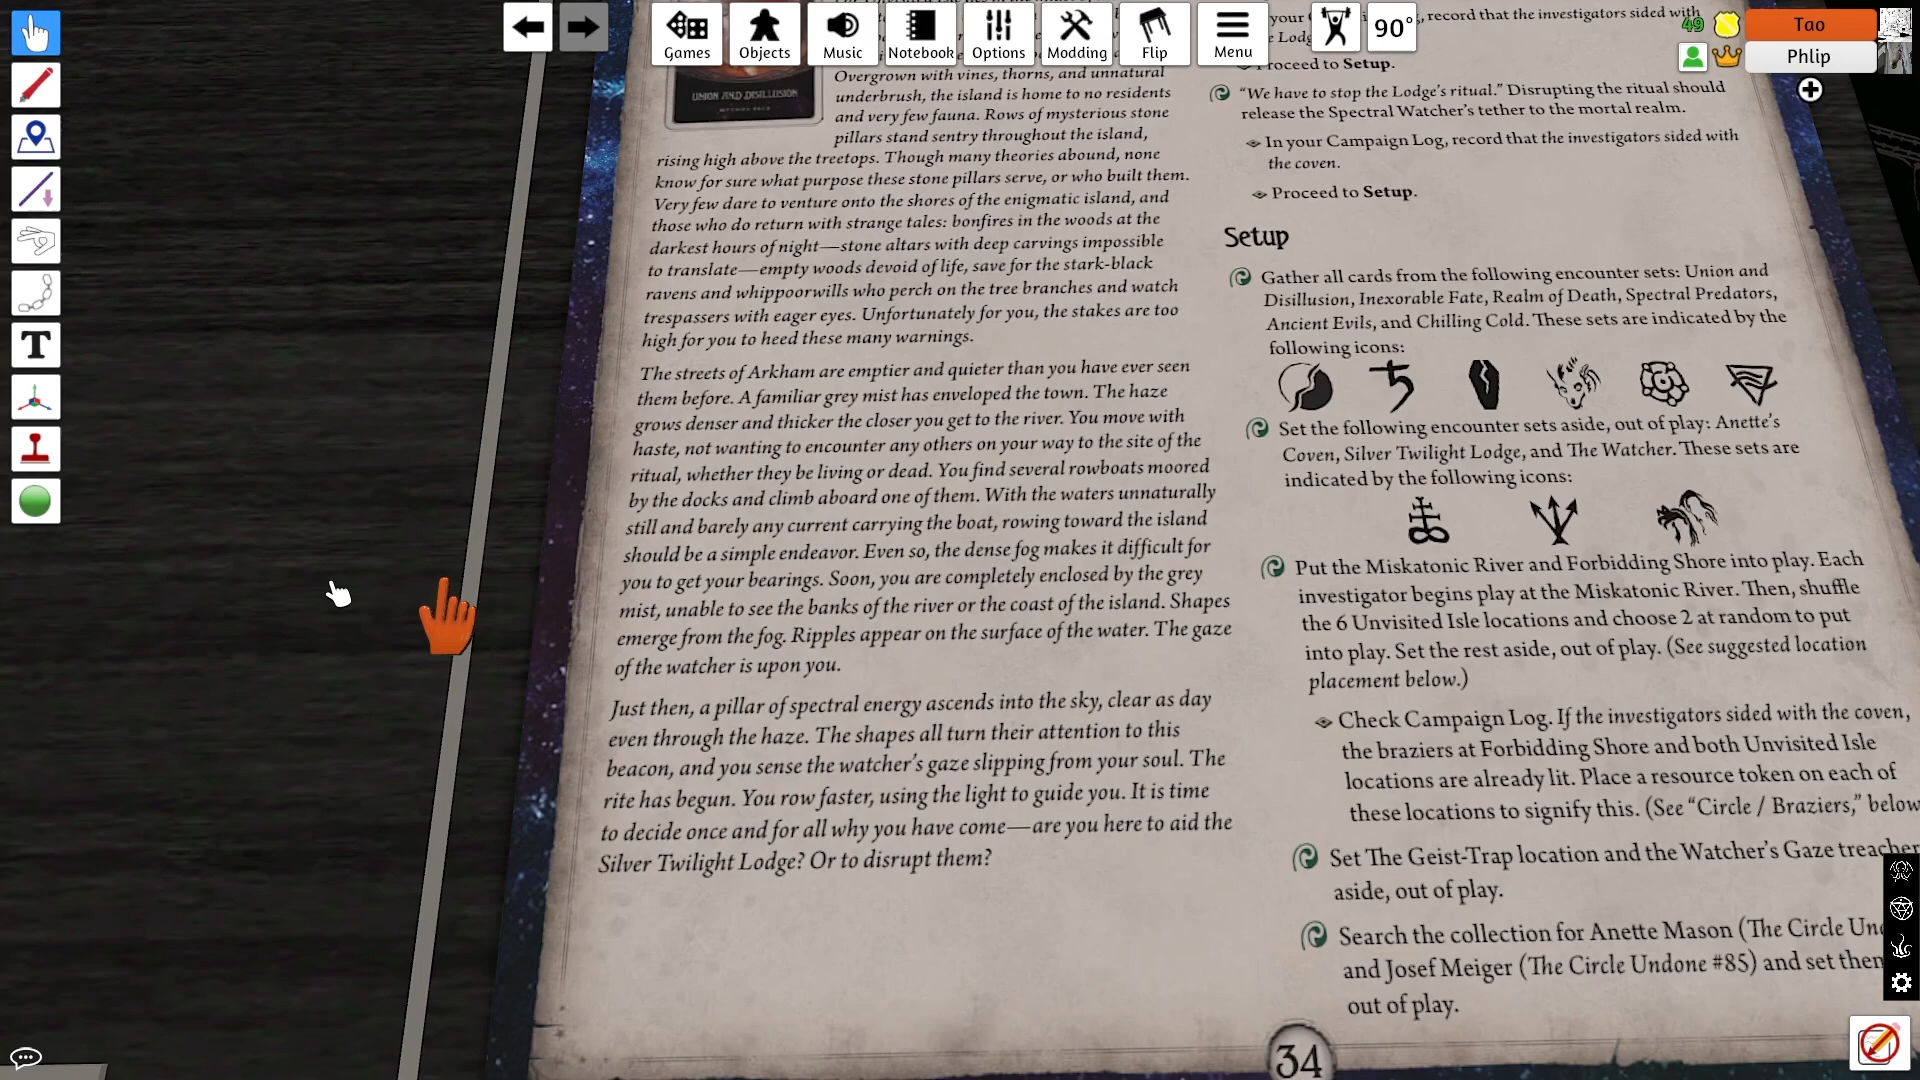 Games
Objects
Music
Notebook
Options
Modding
Flip
Menu
90°
49
Tao
Phlip
T
UNION AND DISILLUSION
MYTHOS PACK
Overgrown with vines, thorns, and unnatural
underbrush, the island is home to no residents
and very few fauna. Rows of mysterious stone
pillars stand sentry throughout the island,
rising high above the treetops. Though many theories abound, none
know for sure what purpose these stone pillars serve, or who built them.
Very few dare to venture onto the shores of the enigmatic island, and
those who do return with strange tales: bonfires in the woods at the
darkest hours of night—stone altars with deep carvings impossible
to translate—empty woods devoid of life, save for the stark-black
ravens and whippoorwills who perch on the tree branches and watch
trespassers with eager eyes. Unfortunately for you, the stakes are too
high for you to heed these many warnings.
The streets of Arkham are emptier and quieter than you have ever seen
them before. A familiar grey mist has enveloped the town. The haze
grows denser and thicker the closer you get to the river. You move with
haste, not wanting to encounter any others on your way to the site of the
ritual, whether they be living or dead. You find several rowboats moored
by the docks and climb aboard one of them. With the waters unnaturally
still and barely any current carrying the boat, rowing toward the island
should be a simple endeavor. Even so, the dense fog makes it difficult for
you to get your bearings. Soon, you are completely enclosed by the grey
mist, unable to see the banks of the river or the coast of the island. Shapes
emerge from the fog. Ripples appear on the surface of the water. The gaze
of the watcher is upon you.
Just then, a pillar of spectral energy ascends into the sky, clear as day
even through the haze. The shapes all turn their attention to this
beacon, and you sense the watcher's gaze slipping from your soul. The
rite has begun. You row faster, using the light to guide you. It is time
to decide once and for all why you have come—are you here to aid the
Silver Twilight Lodge? Or to disrupt them?
your , record that the investigators sided with
Proceed to Setup.
“We have to stop the Lodge's ritual.” Disrupting the ritual should
release the Spectral Watcher's tether to the mortal realm.
In your Campaign Log, record that the investigators sided with
the coven.
Proceed to Setup.
Setup
Gather all cards from the following encounter sets: Union and
Disillusion, Inexorable Fate, Realm of Death, Spectral Predators,
Ancient Evils, and Chilling Cold. These sets are indicated by the
following icons:
Set the following encounter sets aside, out of play: Anette's
Coven, Silver Twilight Lodge, and The Watcher. These sets are
indicated by the following icons:
Put the Miskatonic River and Forbidding Shore into play. Each
investigator begins play at the Miskatonic River. Then, shuffle
the 6 Unvisited Isle locations and choose 2 at random to put
into play. Set the rest aside, out of play. (See suggested location
placement below.)
Check Campaign Log. If the investigators sided with the coven,
the braziers at Forbidding Shore and both Unvisited Isle
locations are already lit. Place a resource token on each of
these locations to signify this. (See “Circle / Braziers,” below
Set The Geist-Trap location and the Watcher's Gaze treacher
aside, out of play.
Search the collection for Anette Mason (The Circle Un
and Josef Meiger (The Circle Undone #85) and set then
out of play.
34